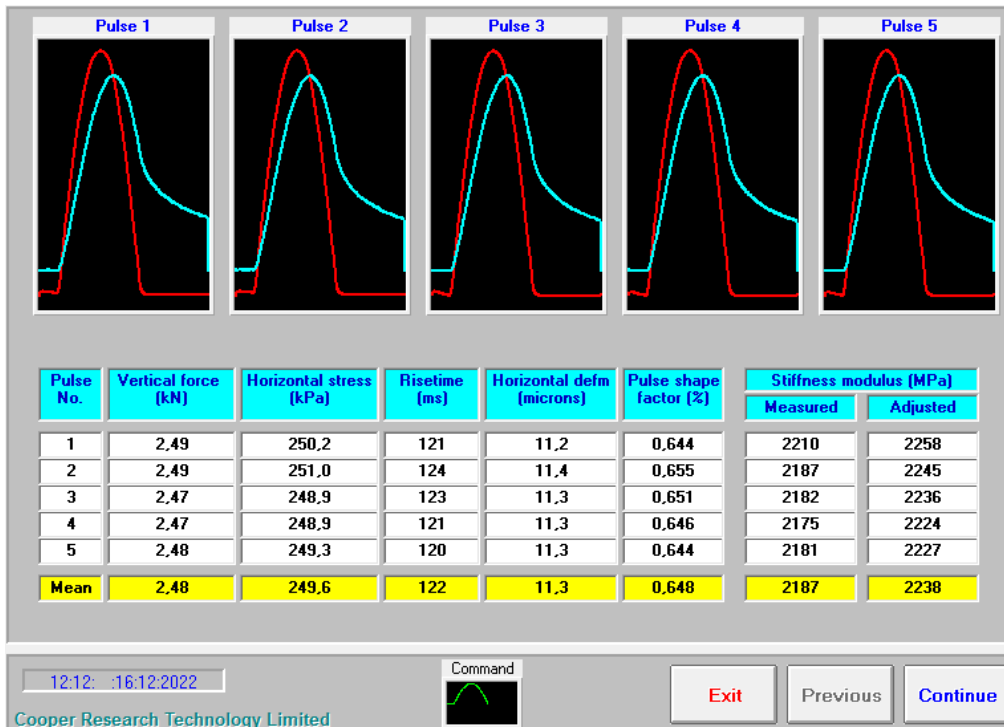 Pulse 1 Pulse 2 Pulse 3 Pulse 4 Pulse 5
Pulse No. Vertical force (kN) Horizontal stress (kPa) Risetime (ms) Horizontal defm (microns) Pulse shape factor (%) Stiffness modulus (MPa)
Measured Adjusted
1 2,49 250,2 121 11,2 0,644 2210 2258
2 2,49 251,0 124 11,4 0,655 2187 2245
3 2,47 248,9 123 11,3 0,651 2182 2236
4 2,47 248,9 121 11,3 0,646 2175 2224
5 2,48 249,3 120 11,3 0,644 2181 2227
Mean 2,48 249,6 122 11,3 0,648 2187 2238
12:12: :16:12:2022
Command
Exit Previous Continue
Cooper Research Technology Limited